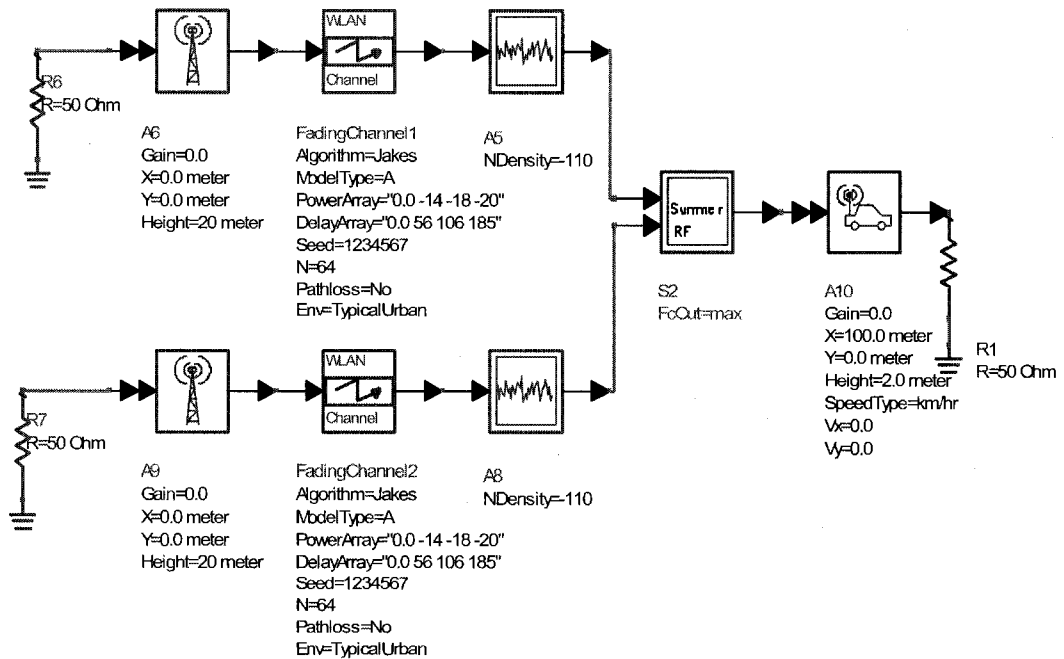 R6
R=50 Ohm
A6
Gain=0.0
X=0.0 meter
Y=0.0 meter
Height=20 meter
WLAN
Channel
FadingChannel1
Algorithm=Jakes
ModelType=A
PowerArray="0.0 -14 -18 -20"
DelayArray="0.0 56 106 185"
Seed=1234567
N=64
Pathloss=No
Env=TypicalUrban
A5
NDensity=-110
Summer
RF
S2
FcOut=max
A10
Gain=0.0
X=100.0 meter
Y=0.0 meter
Height=2.0 meter
SpeedType=km/hr
Vx=0.0
Vy=0.0
R1
R=50 Ohm
R7
R=50 Ohm
A9
Gain=0.0
X=0.0 meter
Y=0.0 meter
Height=20 meter
WLAN
Channel
FadingChannel2
Algorithm=Jakes
ModelType=A
PowerArray="0.0 -14 -18 -20"
DelayArray="0.0 56 106 185"
Seed=1234567
N=64
Pathloss=No
Env=TypicalUrban
A8
NDensity=-110